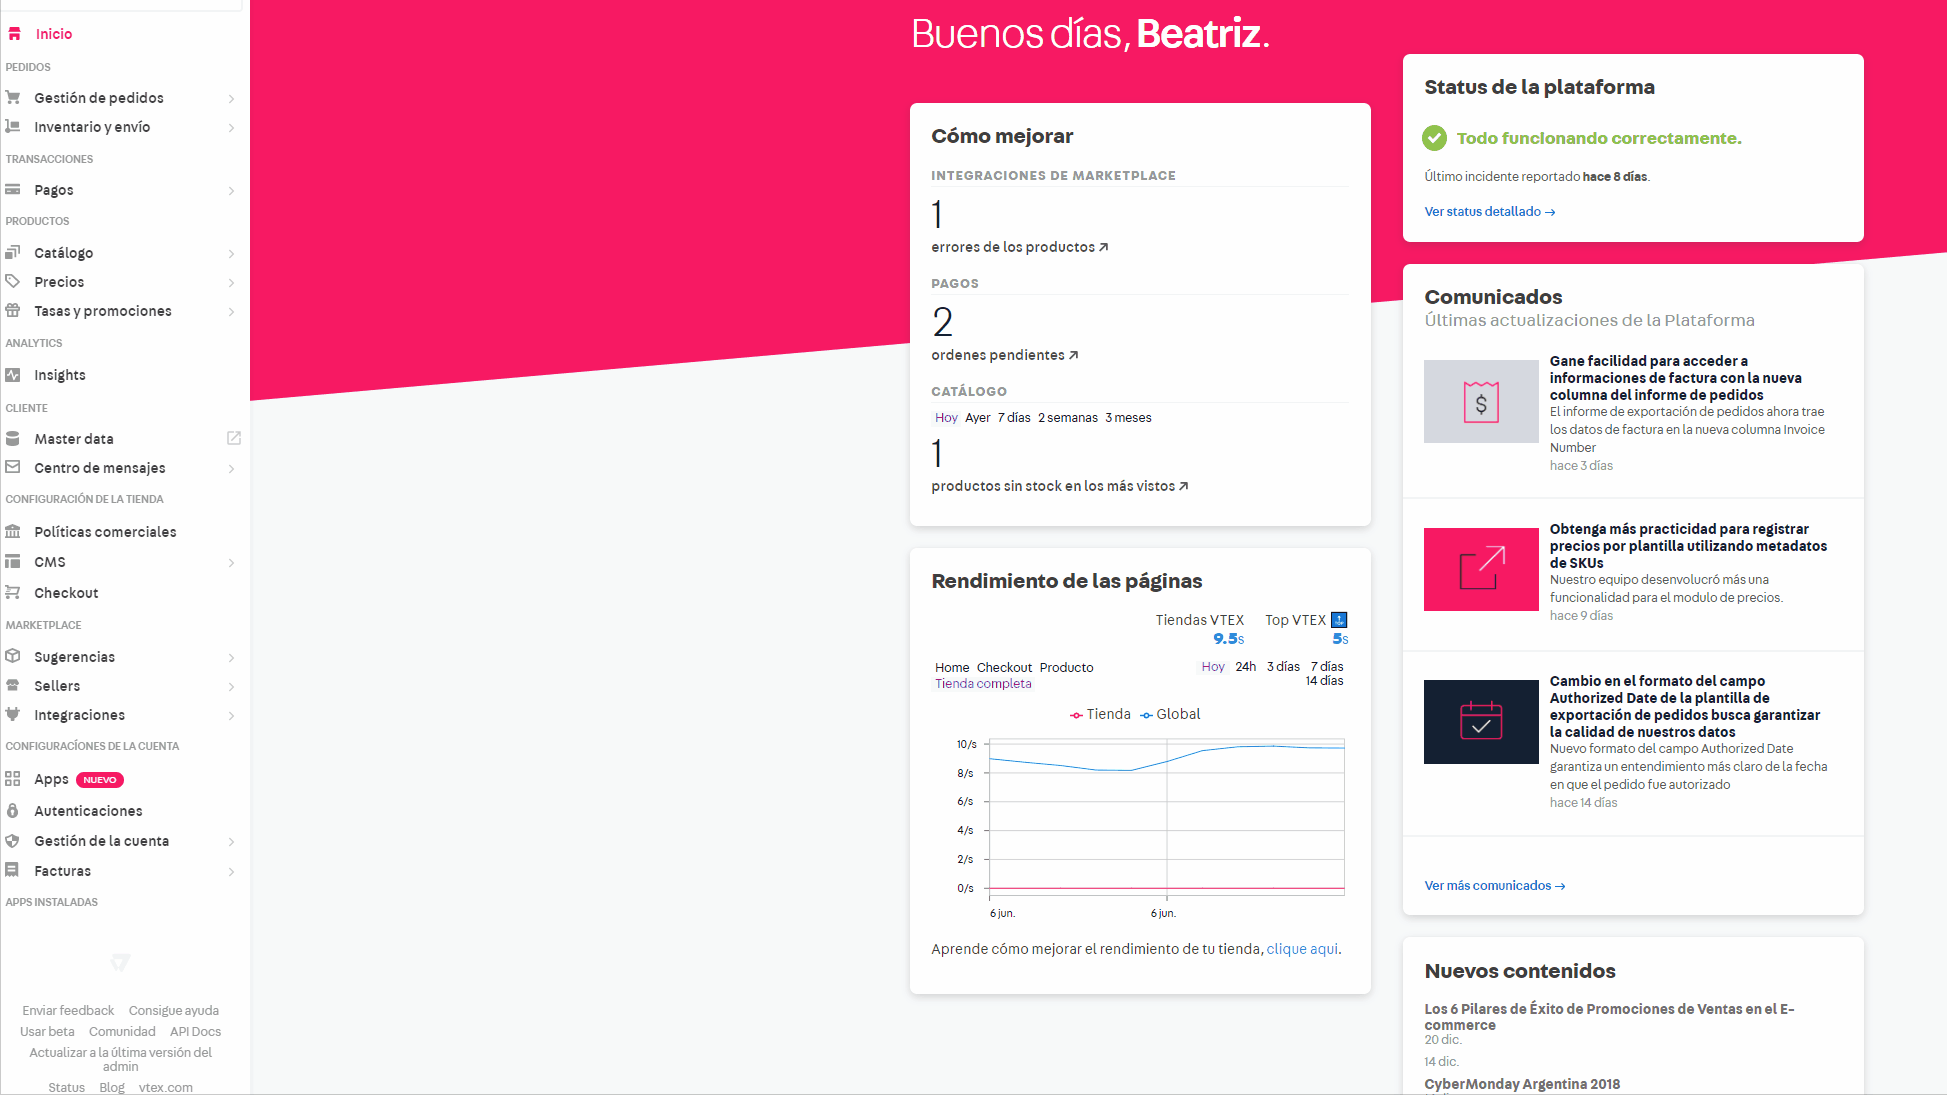 Inicio
PEDIDOS
Gestión de pedidos
Inventario y envío
TRANSACCIONES
Pagos
PRODUCTOS
Catálogo
Precios
Tasas y promociones
ANALYTICS
Insights
CLIENTE
Master data
Centro de mensajes
CONFIGURACIÓN DE LA TIENDA
Políticas comerciales
CMS
Checkout
MARKETPLACE
Sugerencias
Sellers
Integraciones
CONFIGURACÍONES DE LA CUENTA
Apps NUEVO
Autenticaciones
Gestión de la cuenta
Facturas
APPS INSTALADAS
Enviar feedback Consigue ayuda
Usar beta Comunidad API Docs
Actualizar a la última versión del
admin
Status Blog vtex.com
Buenos días, Beatriz.
Cómo mejorar
INTEGRACIONES DE MARKETPLACE
1
errores de los productos
PAGOS
2
ordenes pendientes
CATÁLOGO
Hoy Ayer 7 días 2 semanas 3 meses
1
productos sin stock en los más vistos
Rendimiento de las páginas
Tiendas VTEX Top VTEX
9.5s 5s
Home Checkout Producto
Tienda completa
Hoy 24h 3 días 7 días
14 días
Tienda Global
10/s
8/s
6/s
4/s
2/s
0/s
6 jun. 6 jun.
Aprende cómo mejorar el rendimiento de tu tienda, clique aqui.
Status de la plataforma
Todo funcionando correctamente.
Último incidente reportado hace 8 días.
Ver status detallado →
Comunicados
Últimas actualizaciones de la Plataforma
$
Gane facilidad para acceder a
informaciones de factura con la nueva
columna del informe de pedidos
El informe de exportación de pedidos ahora trae
los datos de factura en la nueva columna Invoice
Number
hace 3 días
Obtenga más practicidad para registrar
precios por plantilla utilizando metadatos
de SKUs
Nuestro equipo desenvolucró más una
funcionalidad para el modulo de precios.
hace 9 días
Cambio en el formato del campo
Authorized Date de la plantilla de
exportación de pedidos busca garantizar
la calidad de nuestros datos
Nuevo formato del campo Authorized Date
garantiza un entendimiento más claro de la fecha
en que el pedido fue autorizado
hace 14 días
Ver más comunicados →
Nuevos contenidos
Los 6 Pilares de Éxito de Promociones de Ventas en el E-
commerce
20 dic.
14 dic.
CyberMonday Argentina 2018